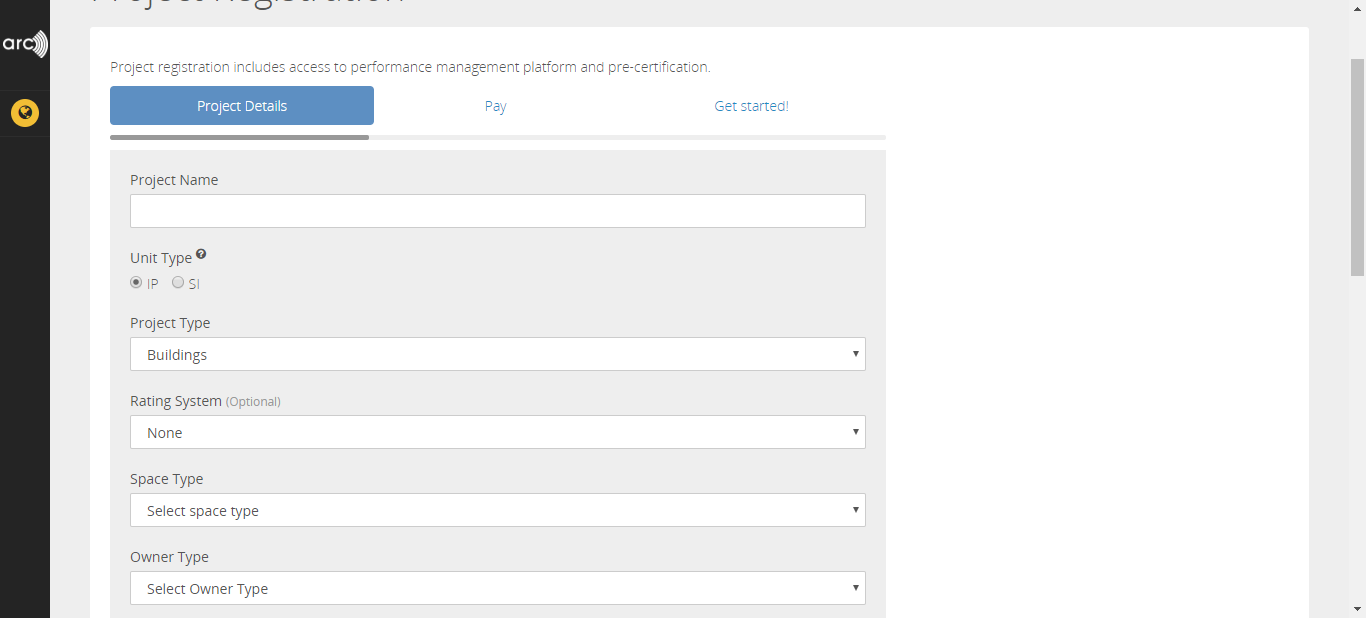 Project Registration
arc
Project registration includes access to performance management platform and pre-certification.
Project Details
Pay
Get started!
Project Name
Unit Type
IP SI
Project Type
Buildings
Rating System (Optional)
None
Space Type
Select space type
Owner Type
Select Owner Type